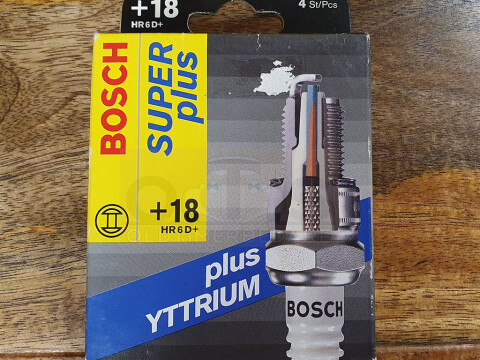 +18
HR6D+
4 St/Pcs
BOSCH
SUPER
plus
+18
HR6D+
plus
YTTRIUM
BOSCH